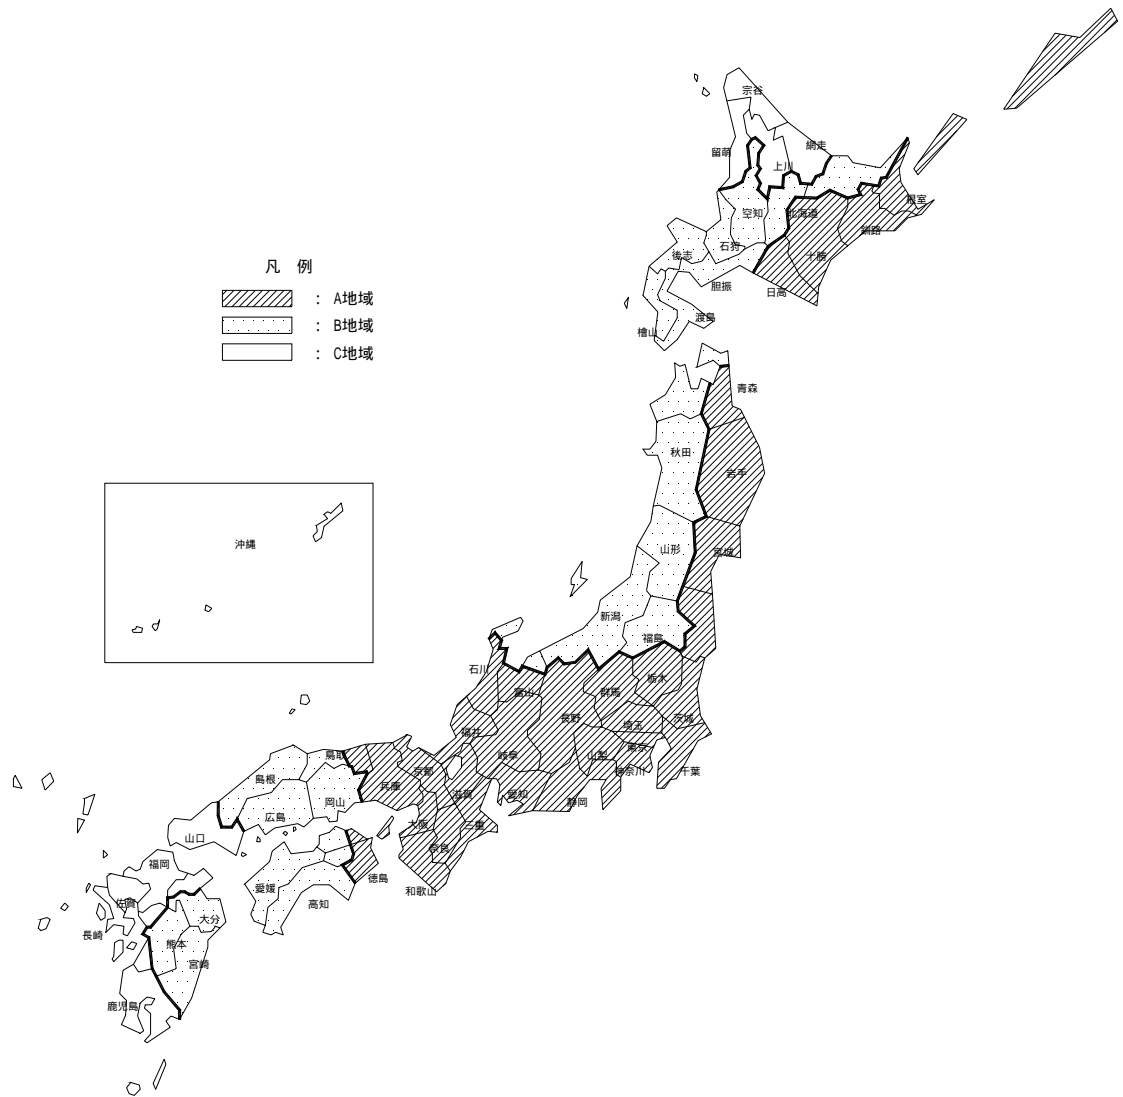 宗谷
網走
留萌
上川
根室
空知
北海道
釧路
石狩
後志
十勝
胆振
日高
渡島
檜山
凡 例
： A地域
： B地域
： C地域
青森
秋田
岩手
沖縄
山形
宮城
新潟
福島
石川
富山
群馬
栃木
長野
茨城
福井
埼玉
鳥取
岐阜
山梨
東京
京都
神奈川
千葉
島根
兵庫
滋賀
愛知
静岡
岡山
広島
大阪
三重
山口
奈良
福岡
徳島
愛媛
和歌山
高知
佐賀
大分
長崎
熊本
宮崎
鹿児島